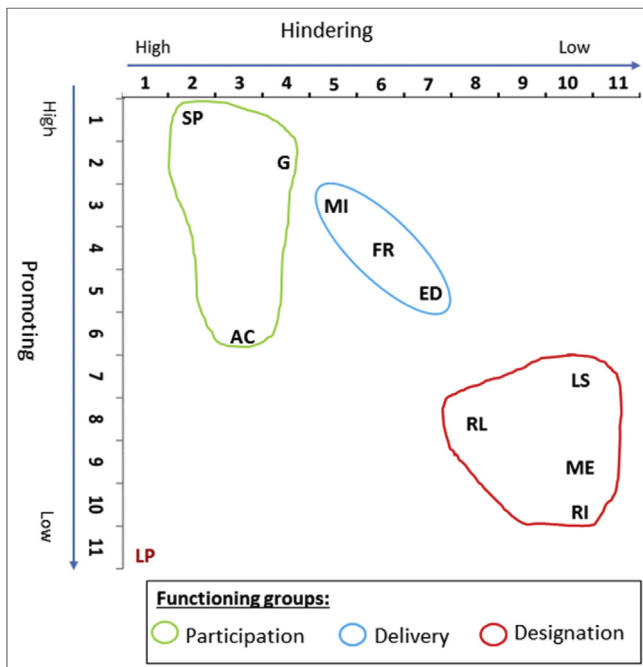 Hindering
High Low
1 2 3 4 5 6 7 8 9 10 11
High
Promoting
Low
1
2
3
4
5
6
7
8
9
10
11
SP
G
MI
FR
ED
AC
LS
RL
ME
RI
LP
Functioning groups:
Participation Delivery Designation